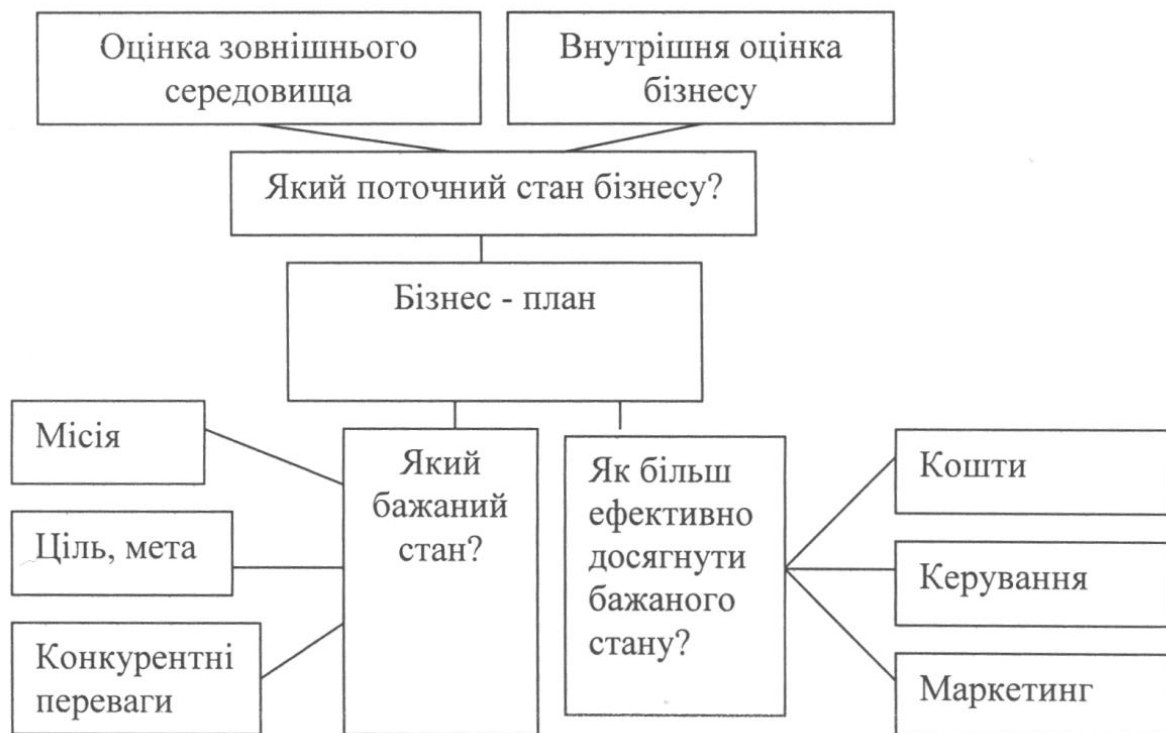 Оцінка зовнішнього
середовища
Внутрішня оцінка
бізнесу
Який поточний стан бізнесу?
Бізнес - план
Місія
Ціль, мета
Конкурентні
переваги
Який
бажаний
стан?
Як більш
ефективно
досягнути
бажаного
стану?
Кошти
Керування
Маркетинг